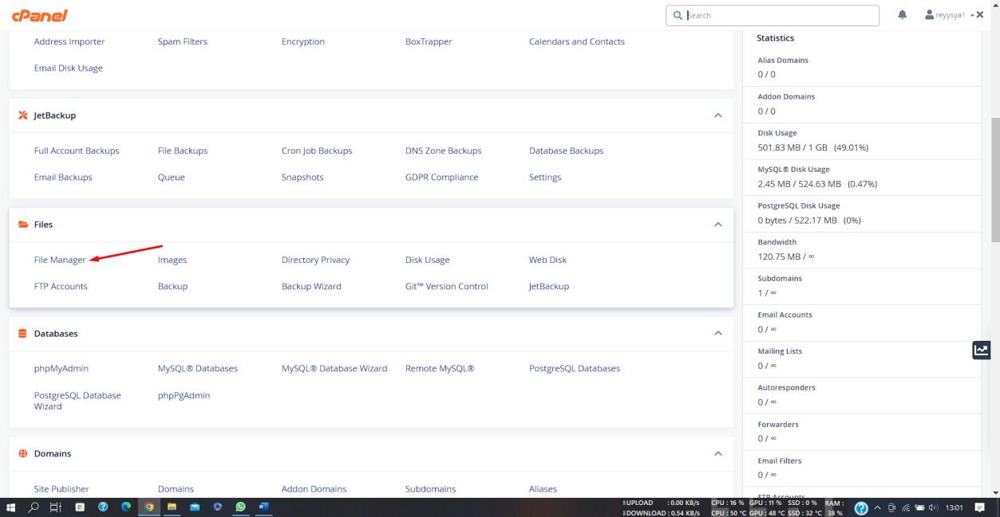 cPanel
Search
reyysya1
Address Importer
Spam Filters
Encryption
BoxTrapper
Calendars and Contacts
Email Disk Usage
JetBackup
Full Account Backups
File Backups
Cron Job Backups
DNS Zone Backups
Database Backups
Email Backups
Queue
Snapshots
GDPR Compliance
Settings
Files
File Manager
Images
Directory Privacy
Disk Usage
Web Disk
FTP Accounts
Backup
Backup Wizard
Git™ Version Control
JetBackup
Databases
phpMyAdmin
MySQL® Databases
MySQL® Database Wizard
Remote MySQL®
PostgreSQL Databases
PostgreSQL Database
Wizard
phpPgAdmin
Domains
Site Publisher
Domains
Addon Domains
Subdomains
Aliases
Statistics
Alias Domains
0 / 0
Addon Domains
0 / 0
Disk Usage
501.83 MB / 1 GB (49.01%)
MySQL® Disk Usage
2.45 MB / 524.63 MB (0.47%)
PostgreSQL Disk Usage
0 bytes / 522.17 MB (0%)
Bandwidth
120.75 MB / ∞
Subdomains
1 / ∞
Email Accounts
0 / ∞
Mailing Lists
0 / ∞
Autoresponders
0 / ∞
Forwarders
0 / ∞
Email Filters
0 / ∞
FTP Accounts
UPLOAD : 0.00 KB/s CPU : 16 % GPU : 11 % SSD : 0 % RAM :
DOWNLOAD : 0.54 KB/s CPU : 50 °C GPU : 48 °C SSD : 32 °C 38 %
13:01